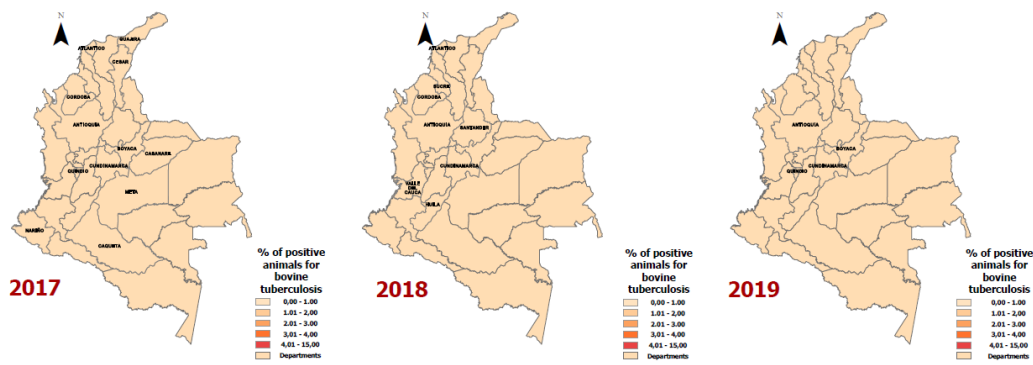 N
GUAJIRA
ATLANTICO
CESAR
CORDOBA
ANTIOQUIA
BOYACA
CASANARE
CUNDINAMARCA
QUINDIO
META
NARIÑO
CAQUETA
2017
% of positive
animals for
bovine
tuberculosis
0,00 - 1.00
1.01 - 2,00
2.01 - 3.00
3,01 - 4,00
4,01 - 15,00
Departments
N
ATLANTICO
SUCRE
CORDOBA
ANTIOQUIA
SANTANDER
CUNDINAMARCA
VALLE
DEL
CAUCA
HUILA
2018
% of positive
animals for
bovine
tuberculosis
0,00 - 1.00
1.01 - 2,00
2.01 - 3.00
3,01 - 4,00
4,01 - 15,00
Departments
N
ANTIOQUIA
BOYACA
CUNDINAMARCA
QUINDIO
2019
% of positive
animals for
bovine
tuberculosis
0,00 - 1.00
1.01 - 2,00
2.01 - 3.00
3,01 - 4,00
4,01 - 15,00
Departments